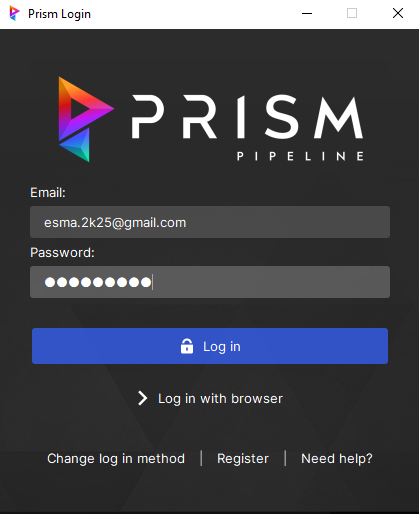 Prism Login
PRISM
PIPELINE
Email:
esma.2k25@gmail.com
Password:
●●●●●●●●●
Log in
Log in with browser
Change log in method | Register | Need help?